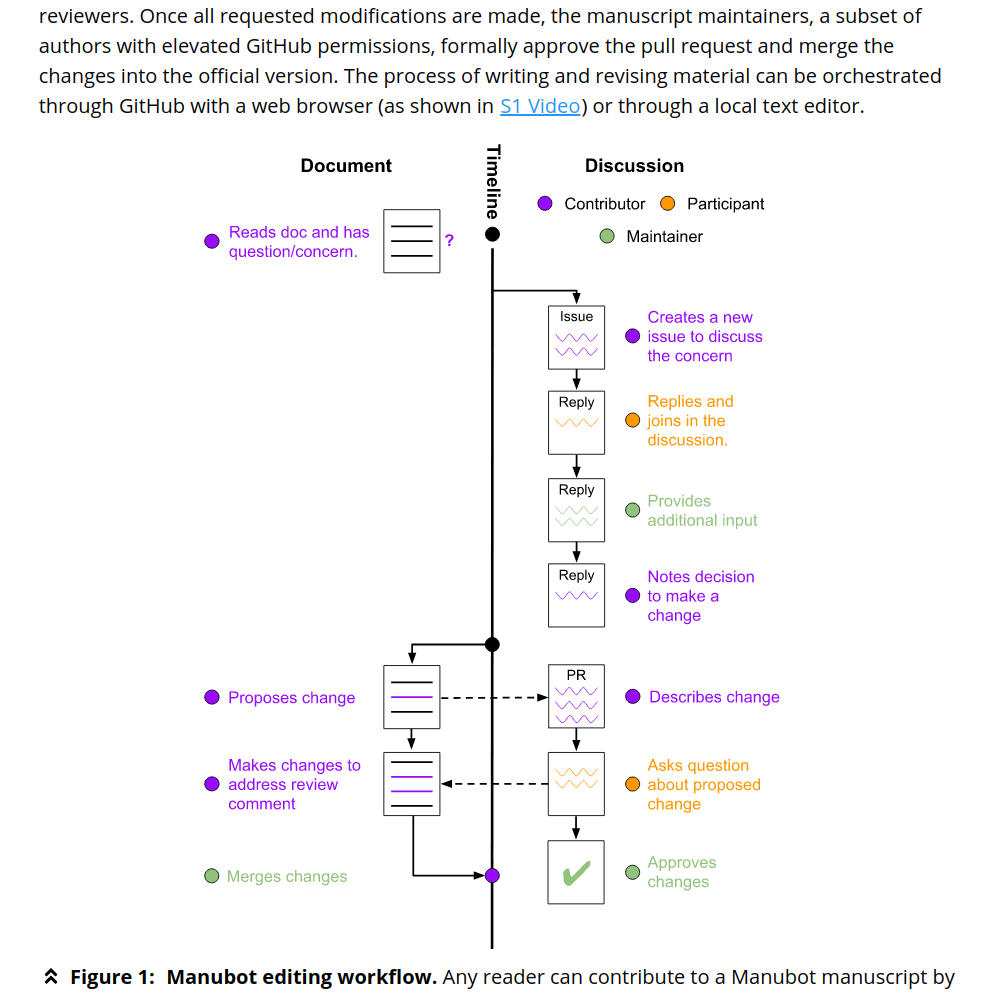 reviewers. Once all requested modifications are made, the manuscript maintainers, a subset of
authors with elevated GitHub permissions, formally approve the pull request and merge the
changes into the official version. The process of writing and revising material can be orchestrated
through GitHub with a web browser (as shown in S1 Video) or through a local text editor.
Document
Timeline
Discussion
Contributor
Participant
Maintainer
Reads doc and has
question/concern.
?
Issue
Creates a new
issue to discuss
the concern
Reply
Replies and
joins in the
discussion.
Reply
Provides
additional input
Reply
Notes decision
to make a
change
Proposes change
PR
Describes change
Makes changes to
address review
comment
Asks question
about proposed
change
Merges changes
Approves
changes
Figure 1: Manubot editing workflow. Any reader can contribute to a Manubot manuscript by